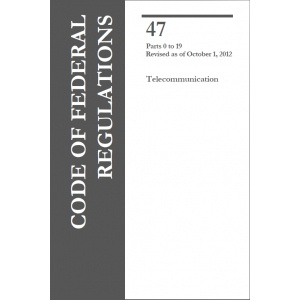 CODE OF FEDERAL
REGULATIONS
47
Parts 0 to 19
Revised as of October 1, 2012
Telecommunication